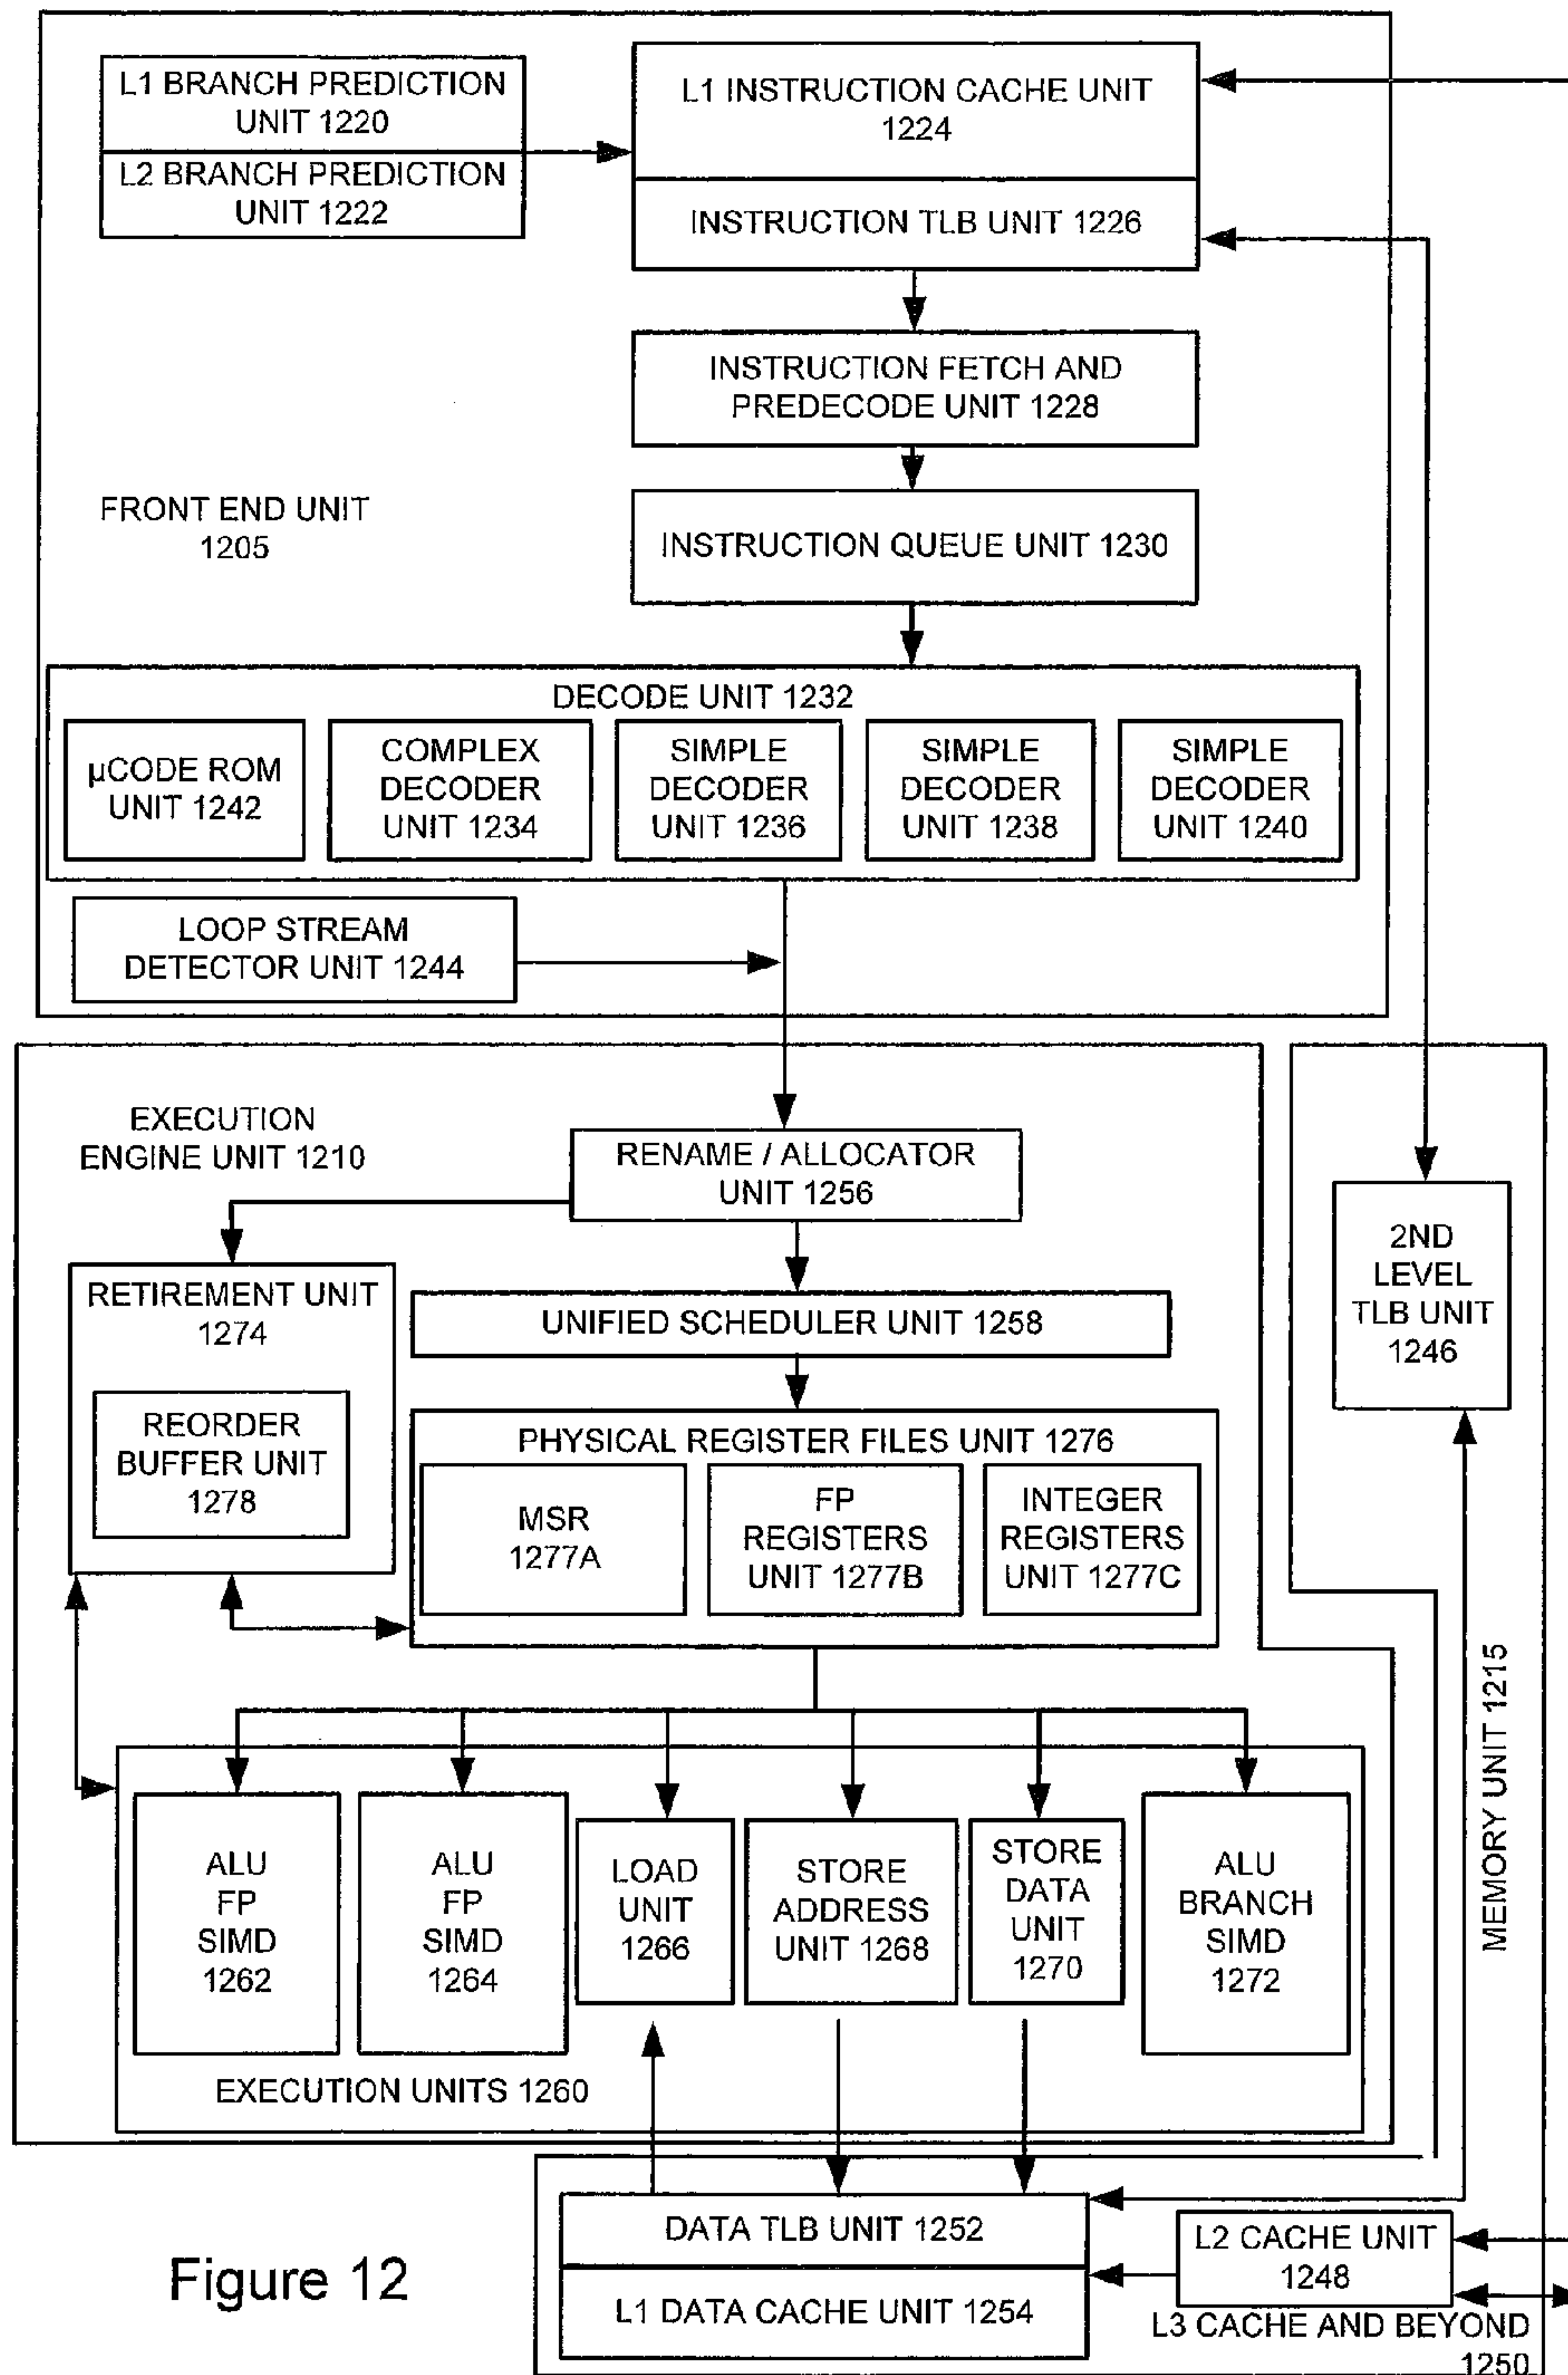 L1 BRANCH PREDICTION
UNIT 1220
L2 BRANCH PREDICTION
UNIT 1222
L1 INSTRUCTION CACHE UNIT
1224
INSTRUCTION TLB UNIT 1226
INSTRUCTION FETCH AND
PREDECODE UNIT 1228
FRONT END UNIT
1205
INSTRUCTION QUEUE UNIT 1230
DECODE UNIT 1232
µCODE ROM
UNIT 1242
COMPLEX
DECODER
UNIT 1234
SIMPLE
DECODER
UNIT 1236
SIMPLE
DECODER
UNIT 1238
SIMPLE
DECODER
UNIT 1240
LOOP STREAM
DETECTOR UNIT 1244
EXECUTION
ENGINE UNIT 1210
RENAME / ALLOCATOR
UNIT 1256
2ND
LEVEL
TLB UNIT
1246
RETIREMENT UNIT
1274
UNIFIED SCHEDULER UNIT 1258
REORDER
BUFFER UNIT
1278
PHYSICAL REGISTER FILES UNIT 1276
MSR
1277A
FP
REGISTERS
UNIT 1277B
INTEGER
REGISTERS
UNIT 1277C
MEMORY UNIT 1215
ALU
FP
SIMD
1262
ALU
FP
SIMD
1264
LOAD
UNIT
1266
STORE
ADDRESS
UNIT 1268
STORE
DATA
UNIT
1270
ALU
BRANCH
SIMD
1272
EXECUTION UNITS 1260
DATA TLB UNIT 1252
L1 DATA CACHE UNIT 1254
L2 CACHE UNIT
1248
L3 CACHE AND BEYOND
1250
Figure 12